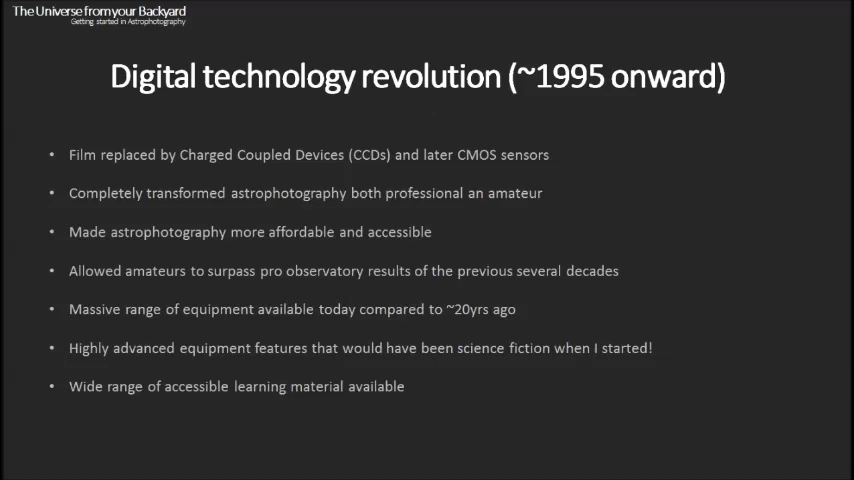 The Universe from your Backyard
Getting started in Astrophotography
Digital technology revolution (~1995 onward)
• Film replaced by Charged Coupled Devices (CCDs) and later CMOS sensors
• Completely transformed astrophotography both professional an amateur
• Made astrophotography more affordable and accessible
• Allowed amateurs to surpass pro observatory results of the previous several decades
• Massive range of equipment available today compared to ~20yrs ago
• Highly advanced equipment features that would have been science fiction when I started!
• Wide range of accessible learning material available